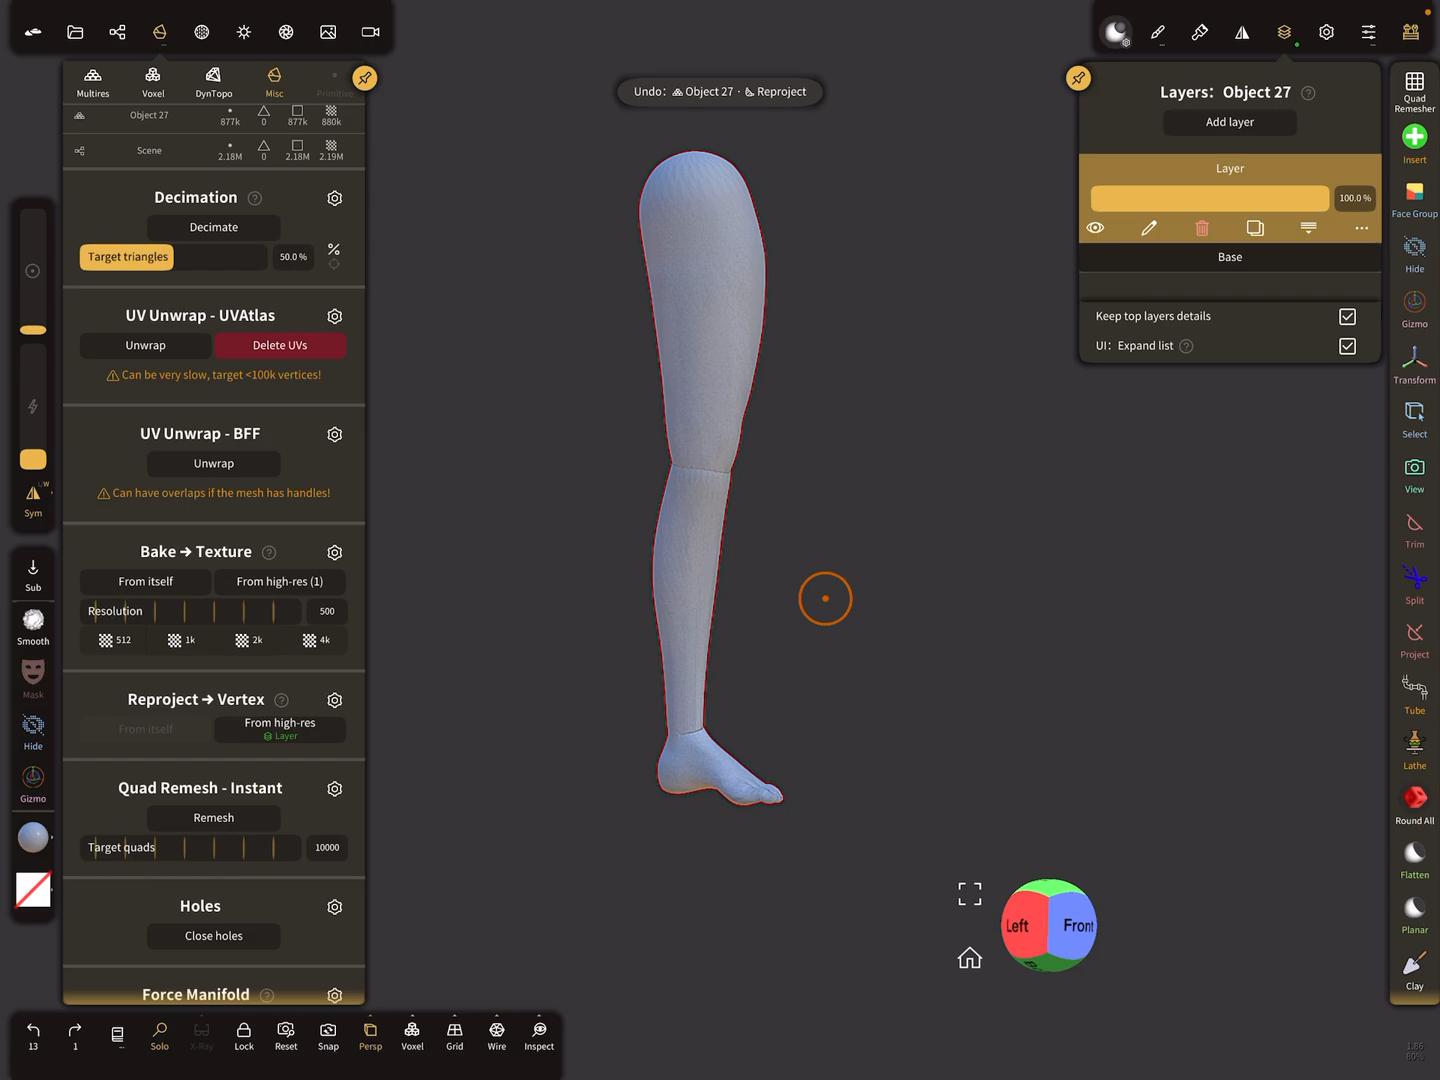 Undo: Object 27 · Reproject
Multires
Voxel
DynTopo
Misc
Primitive
Object 27
877k
0
877k
880k
Scene
2.18M
0
2.18M
2.19M
Decimation ?
Decimate
Target triangles
50.0 %
%
UV Unwrap - UVAtlas
Unwrap
Delete UVs
Can be very slow, target <100k vertices!
UV Unwrap - BFF
Unwrap
Can have overlaps if the mesh has handles!
Bake → Texture ?
From itself
From high-res (1)
Resolution
500
512
1k
2k
4k
Reproject → Vertex ?
From itself
From high-res
Layer
Quad Remesh - Instant
Remesh
Target quads
10000
Holes
Close holes
Force Manifold ?
L/W
Sym
Sub
Smooth
Mask
Hide
Gizmo
13
1
Solo
X-Ray
Lock
Reset
Snap
Persp
Voxel
Grid
Wire
Inspect
Layers: Object 27 ?
Add layer
Layer
100.0 %
Base
Keep top layers details
UI: Expand list ?
Quad
Remesher
Insert
Face Group
Hide
Gizmo
Transform
Select
View
Trim
Split
Project
Tube
Lathe
Round All
Flatten
Planar
Clay
Left
Front
1.86
80%